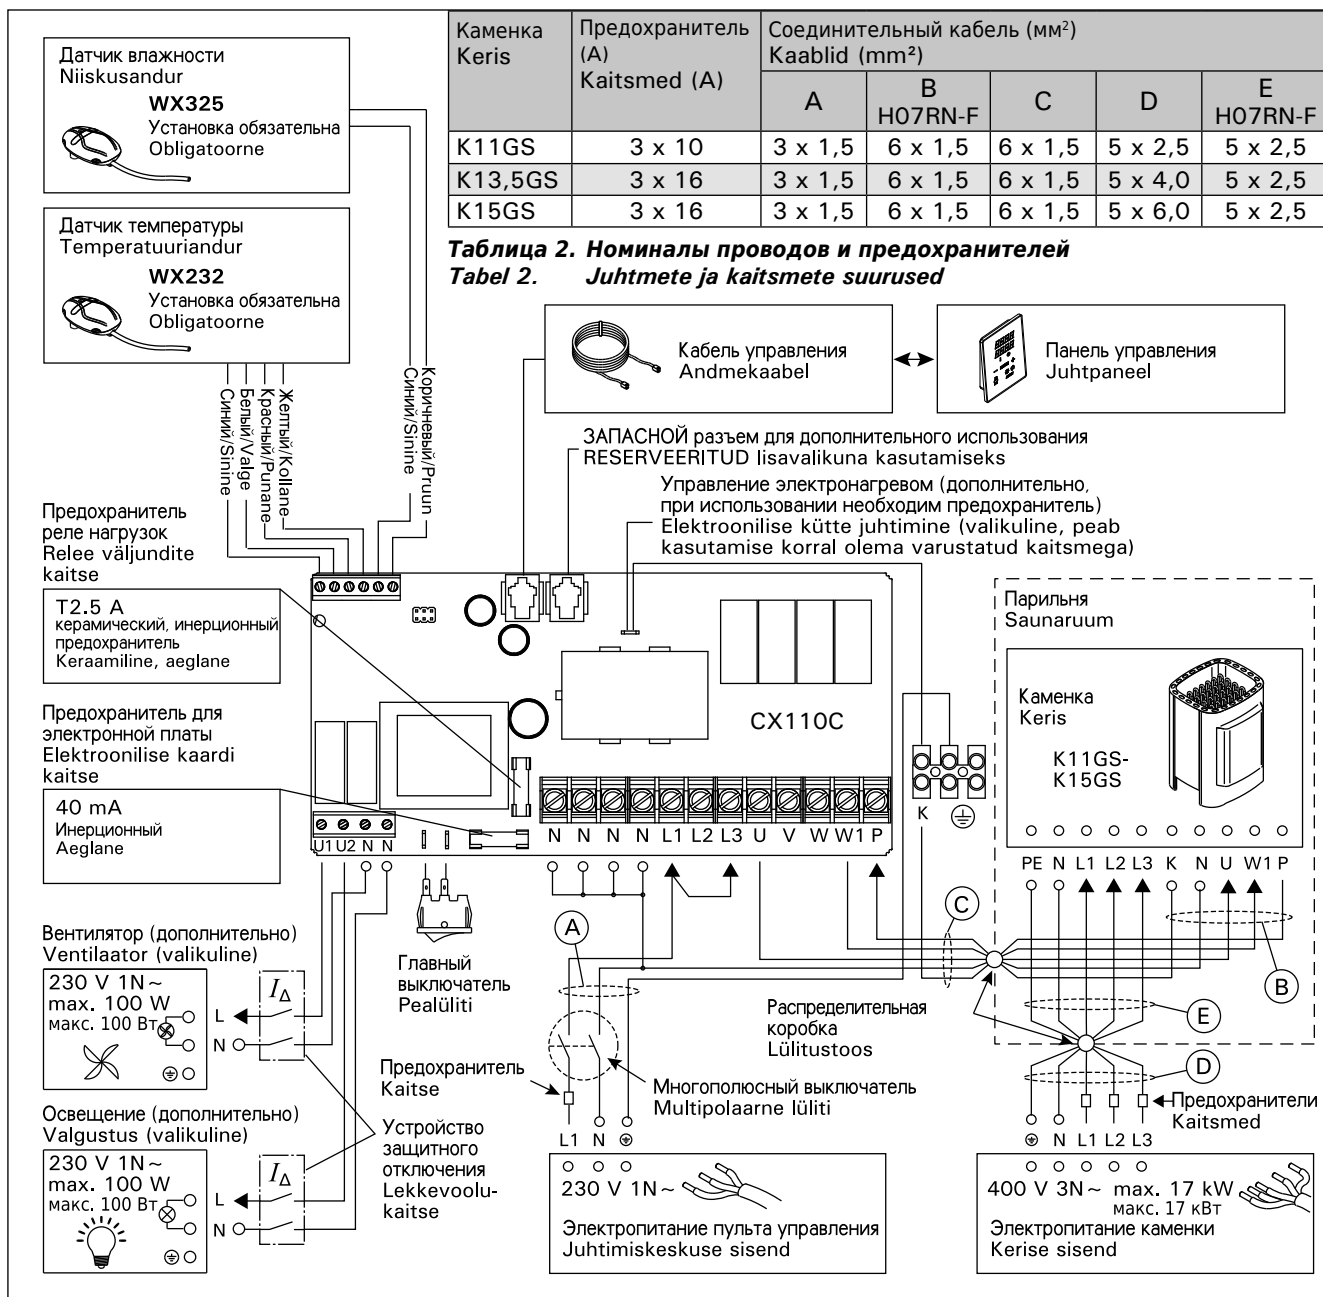 Каменка
Keris
Предохранитель
(A)
Kaitsmed (A)
Соединительный кабель (мм²)
Kaablid (mm²)
A
B
H07RN-F
C
D
E
H07RN-F
K11GS 3 x 10 3 x 1,5 6 x 1,5 6 x 1,5 5 x 2,5 5 x 2,5
K13,5GS 3 x 16 3 x 1,5 6 x 1,5 6 x 1,5 5 x 4,0 5 x 2,5
K15GS 3 x 16 3 x 1,5 6 x 1,5 6 x 1,5 5 x 6,0 5 x 2,5
Таблица 2. Номиналы проводов и предохранителей
Tabel 2. Juhtmete ja kaitsmete suurused
Датчик влажности
Niiskusandur
WX325
Установка обязательна
Obligatoorne
Датчик температуры
Temperatuuriandur
WX232
Установка обязательна
Obligatoorne
Синий/Sinine
Белый/Valge
Красный/Punane
Желтый/Kollane
Синий/Sinine
Коричневый/Pruun
Кабель управления
Andmekaabel
Панель управления
Juhtpaneel
ЗАПАСНОЙ разъем для дополнительного использования
RESERVEERITUD lisavalikuna kasutamiseks
Управление электронагревом (дополнительно,
при использовании необходим предохранитель)
Elektroonilise kütte juhtimine (valikuline, peab
kasutamise korral olema varustatud kaitsmega)
Предохранитель
реле нагрузок
Relee väljundite
kaitse
T2.5 A
керамический, инерционный
предохранитель
Keraamiline, aeglane
Предохранитель для
электронной платы
Elektroonilise kaardi
kaitse
40 mA
Инерционный
Aeglane
CX110C
U1 U2 N N
N N N N L1 L2 L3 U V W W1 P
K
Парильня
Saunaruum
Каменка
Keris
K11GS-
K15GS
PE N L1 L2 L3 K N U W1 P
A
C
B
E
D
Вентилятор (дополнительно)
Ventilaator (valikuline)
230 V 1N~
max. 100 W
макс. 100 Вт
L
N
IΔ
Главный
выключатель
Pealüliti
Распределительная
коробка
Lülitustoos
Предохранитель
Kaitse
Многополюсный выключатель
Multipolaarne lüliti
Предохранители
Kaitsmed
Освещение (дополнительно)
Valgustus (valikuline)
230 V 1N~
max. 100 W
макс. 100 Вт
L
N
IΔ
Устройство
защитного
отключения
Lekkevoolu-
kaitse
L1 N
230 V 1N~
Электропитание пульта управления
Juhtimiskeskuse sisend
N L1 L2 L3
400 V 3N~ max. 17 kW
макс. 17 кВт
Электропитание каменки
Kerise sisend